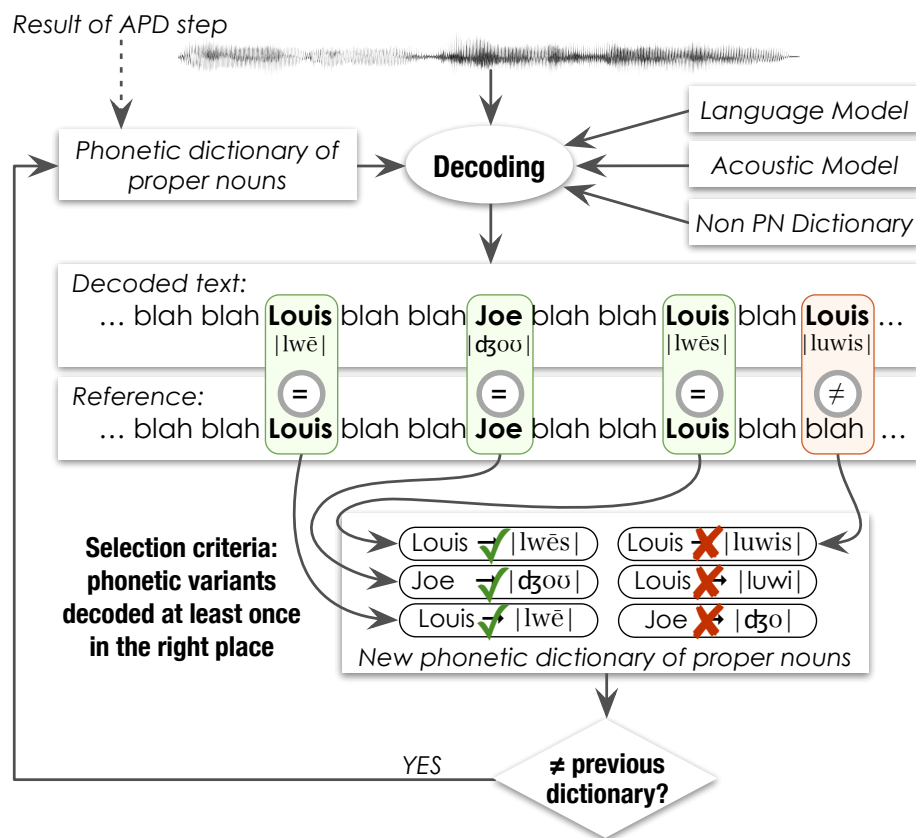 Result of APD step
Language Model
Phonetic dictionary of
proper nouns
Decoding
Acoustic Model
Non PN Dictionary
Decoded text:
... blah blah Louis blah blah Joe blah blah Louis blah Louis ...
|lwē| |ʤoʊ| |lwēs| |luwis|
= = = ≠
Reference:
... blah blah Louis blah blah Joe blah blah Louis blah blah ...
Selection criteria:
phonetic variants
decoded at least once
in the right place
Louis → |lwēs| Louis → |luwis|
Joe → |ʤoʊ| Louis → |luwi|
Louis → |lwē| Joe → |ʤo|
New phonetic dictionary of proper nouns
YES
≠ previous
dictionary?